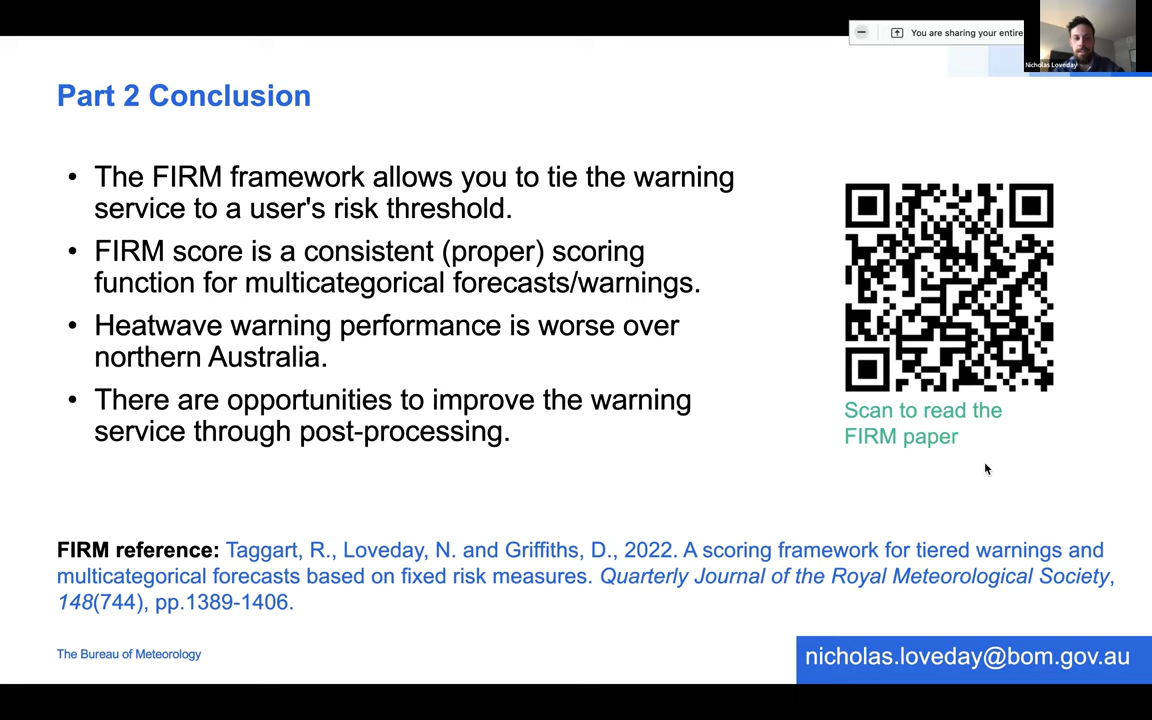 You are sharing your entire
Nicholas Loveday
Part 2 Conclusion
• The FIRM framework allows you to tie the warning
service to a user's risk threshold.
• FIRM score is a consistent (proper) scoring
function for multicategorical forecasts/warnings.
• Heatwave warning performance is worse over
northern Australia.
• There are opportunities to improve the warning
service through post-processing.
Scan to read the
FIRM paper
FIRM reference: Taggart, R., Loveday, N. and Griffiths, D., 2022. A scoring framework for tiered warnings and
multicategorical forecasts based on fixed risk measures. Quarterly Journal of the Royal Meteorological Society,
148(744), pp.1389-1406.
The Bureau of Meteorology
nicholas.loveday@bom.gov.au